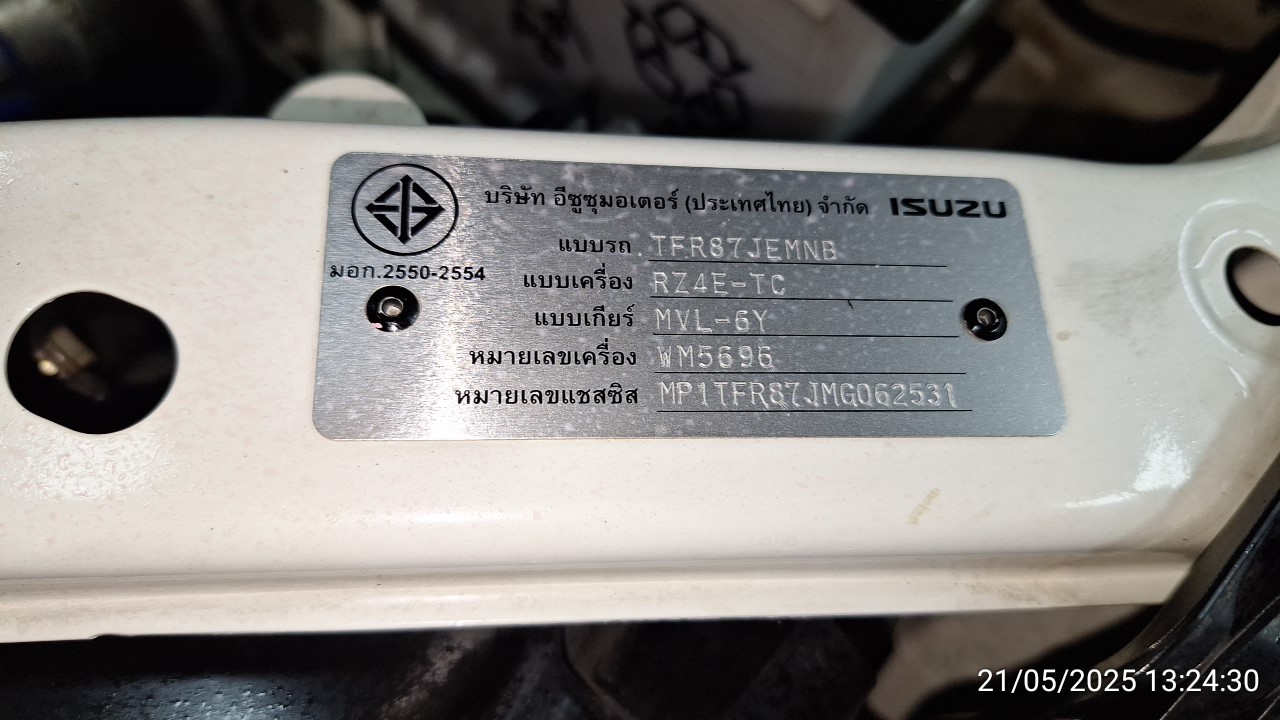 บริษัท อีซูซุมอเตอร์ (ประเทศไทย) จำกัด ISUZU
แบบรถ TFR87JEMNB
มอก.2550-2554
แบบเครื่อง RZ4E-TC
แบบเกียร์ MVL-6Y
หมายเลขเครื่อง WM5696
หมายเลขแชสซิส MP1TFR87JMG062531
21/05/2025 13:24:30